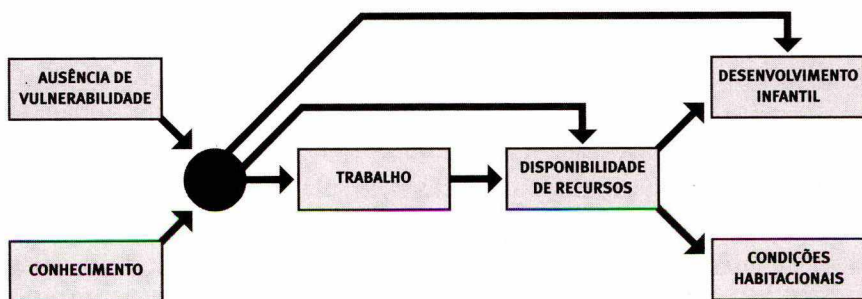 AUSÊNCIA DE
VULNERABILIDADE
CONHECIMENTO
TRABALHO
DISPONIBILIDADE
DE RECURSOS
DESENVOLVIMENTO
INFANTIL
CONDIÇÕES
HABITACIONAIS